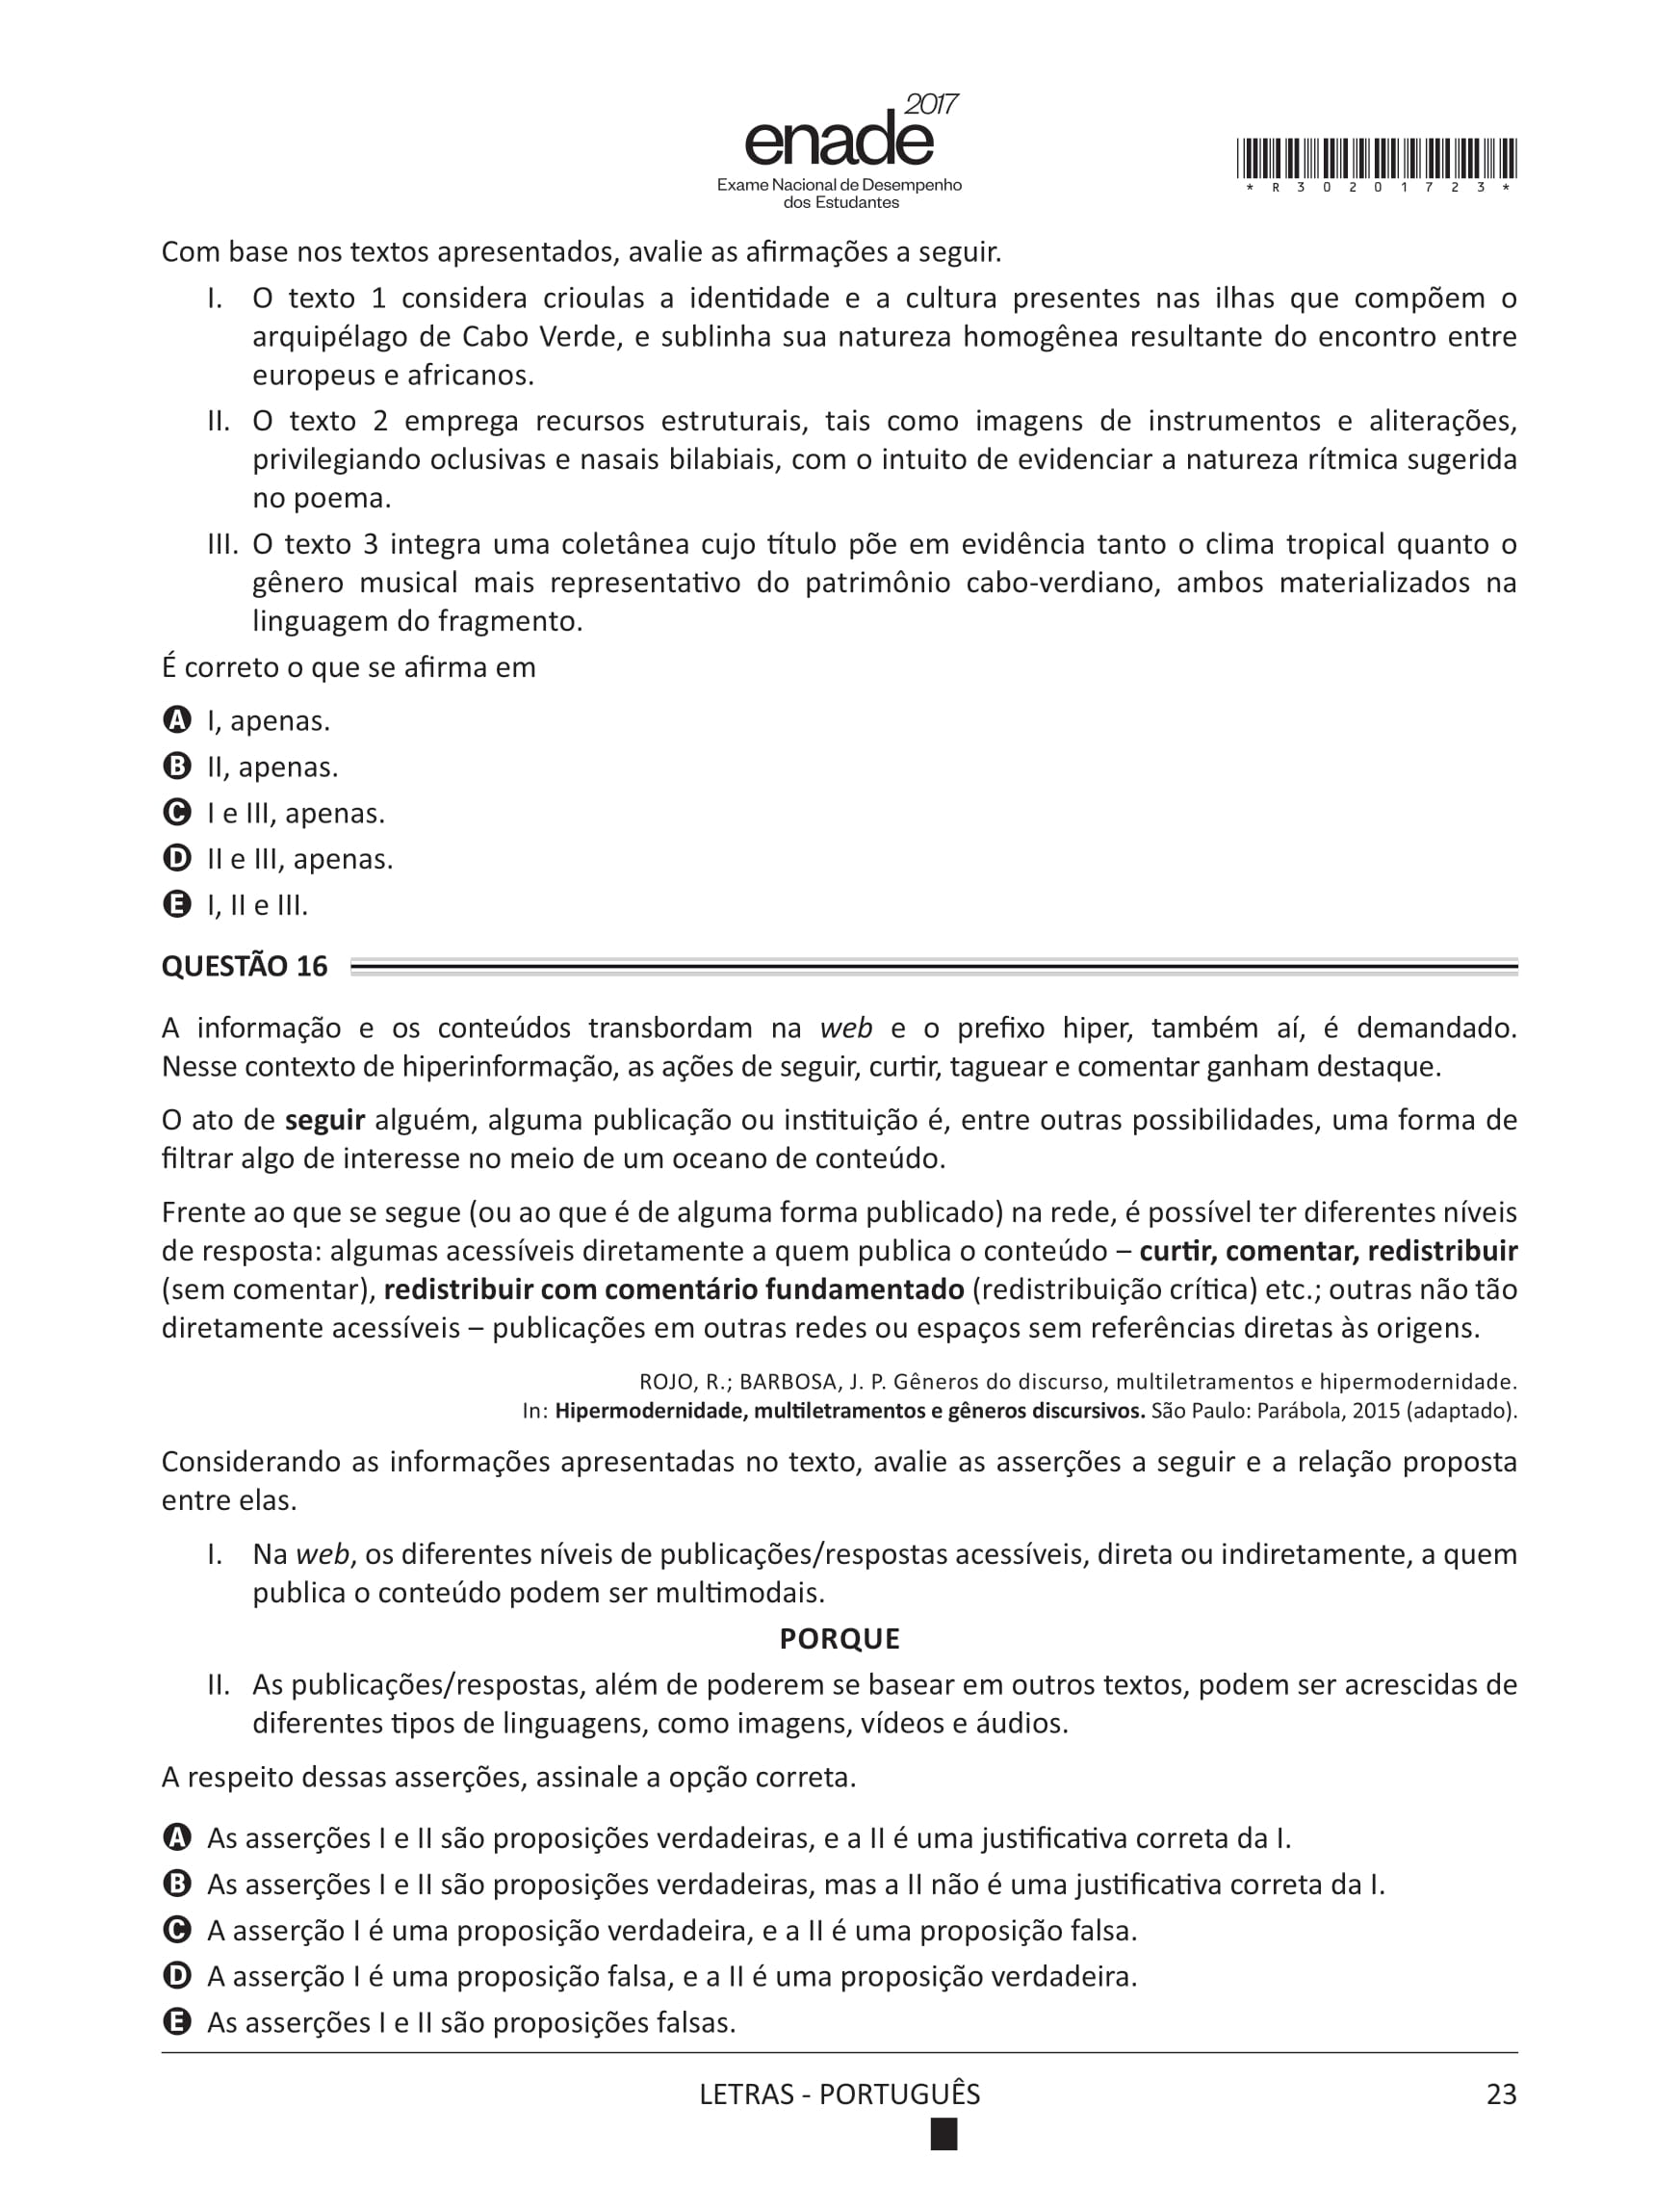 2017
enade
Exame Nacional de Desempenho
dos Estudantes
* R 3 0 2 0 1 7 2 3 *
Com base nos textos apresentados, avalie as afirmações a seguir.
I. O texto 1 considera crioulas a identidade e a cultura presentes nas ilhas que compõem o
arquipélago de Cabo Verde, e sublinha sua natureza homogênea resultante do encontro entre
europeus e africanos.
II. O texto 2 emprega recursos estruturais, tais como imagens de instrumentos e aliterações,
privilegiando oclusivas e nasais bilabiais, com o intuito de evidenciar a natureza rítmica sugerida
no poema.
III. O texto 3 integra uma coletânea cujo título põe em evidência tanto o clima tropical quanto o
gênero musical mais representativo do patrimônio cabo-verdiano, ambos materializados na
linguagem do fragmento.
É correto o que se afirma em
A I, apenas.
B II, apenas.
C I e III, apenas.
D II e III, apenas.
E I, II e III.
QUESTÃO 16
A informação e os conteúdos transbordam na web e o prefixo hiper, também aí, é demandado.
Nesse contexto de hiperinformação, as ações de seguir, curtir, taguear e comentar ganham destaque.
O ato de seguir alguém, alguma publicação ou instituição é, entre outras possibilidades, uma forma de
filtrar algo de interesse no meio de um oceano de conteúdo.
Frente ao que se segue (ou ao que é de alguma forma publicado) na rede, é possível ter diferentes níveis
de resposta: algumas acessíveis diretamente a quem publica o conteúdo – curtir, comentar, redistribuir
(sem comentar), redistribuir com comentário fundamentado (redistribuição crítica) etc.; outras não tão
diretamente acessíveis – publicações em outras redes ou espaços sem referências diretas às origens.
ROJO, R.; BARBOSA, J. P. Gêneros do discurso, multiletramentos e hipermodernidade.
In: Hipermodernidade, multiletramentos e gêneros discursivos. São Paulo: Parábola, 2015 (adaptado).
Considerando as informações apresentadas no texto, avalie as asserções a seguir e a relação proposta
entre elas.
I. Na web, os diferentes níveis de publicações/respostas acessíveis, direta ou indiretamente, a quem
publica o conteúdo podem ser multimodais.
PORQUE
II. As publicações/respostas, além de poderem se basear em outros textos, podem ser acrescidas de
diferentes tipos de linguagens, como imagens, vídeos e áudios.
A respeito dessas asserções, assinale a opção correta.
A As asserções I e II são proposições verdadeiras, e a II é uma justificativa correta da I.
B As asserções I e II são proposições verdadeiras, mas a II não é uma justificativa correta da I.
C A asserção I é uma proposição verdadeira, e a II é uma proposição falsa.
D A asserção I é uma proposição falsa, e a II é uma proposição verdadeira.
E As asserções I e II são proposições falsas.
LETRAS - PORTUGUÊS
23